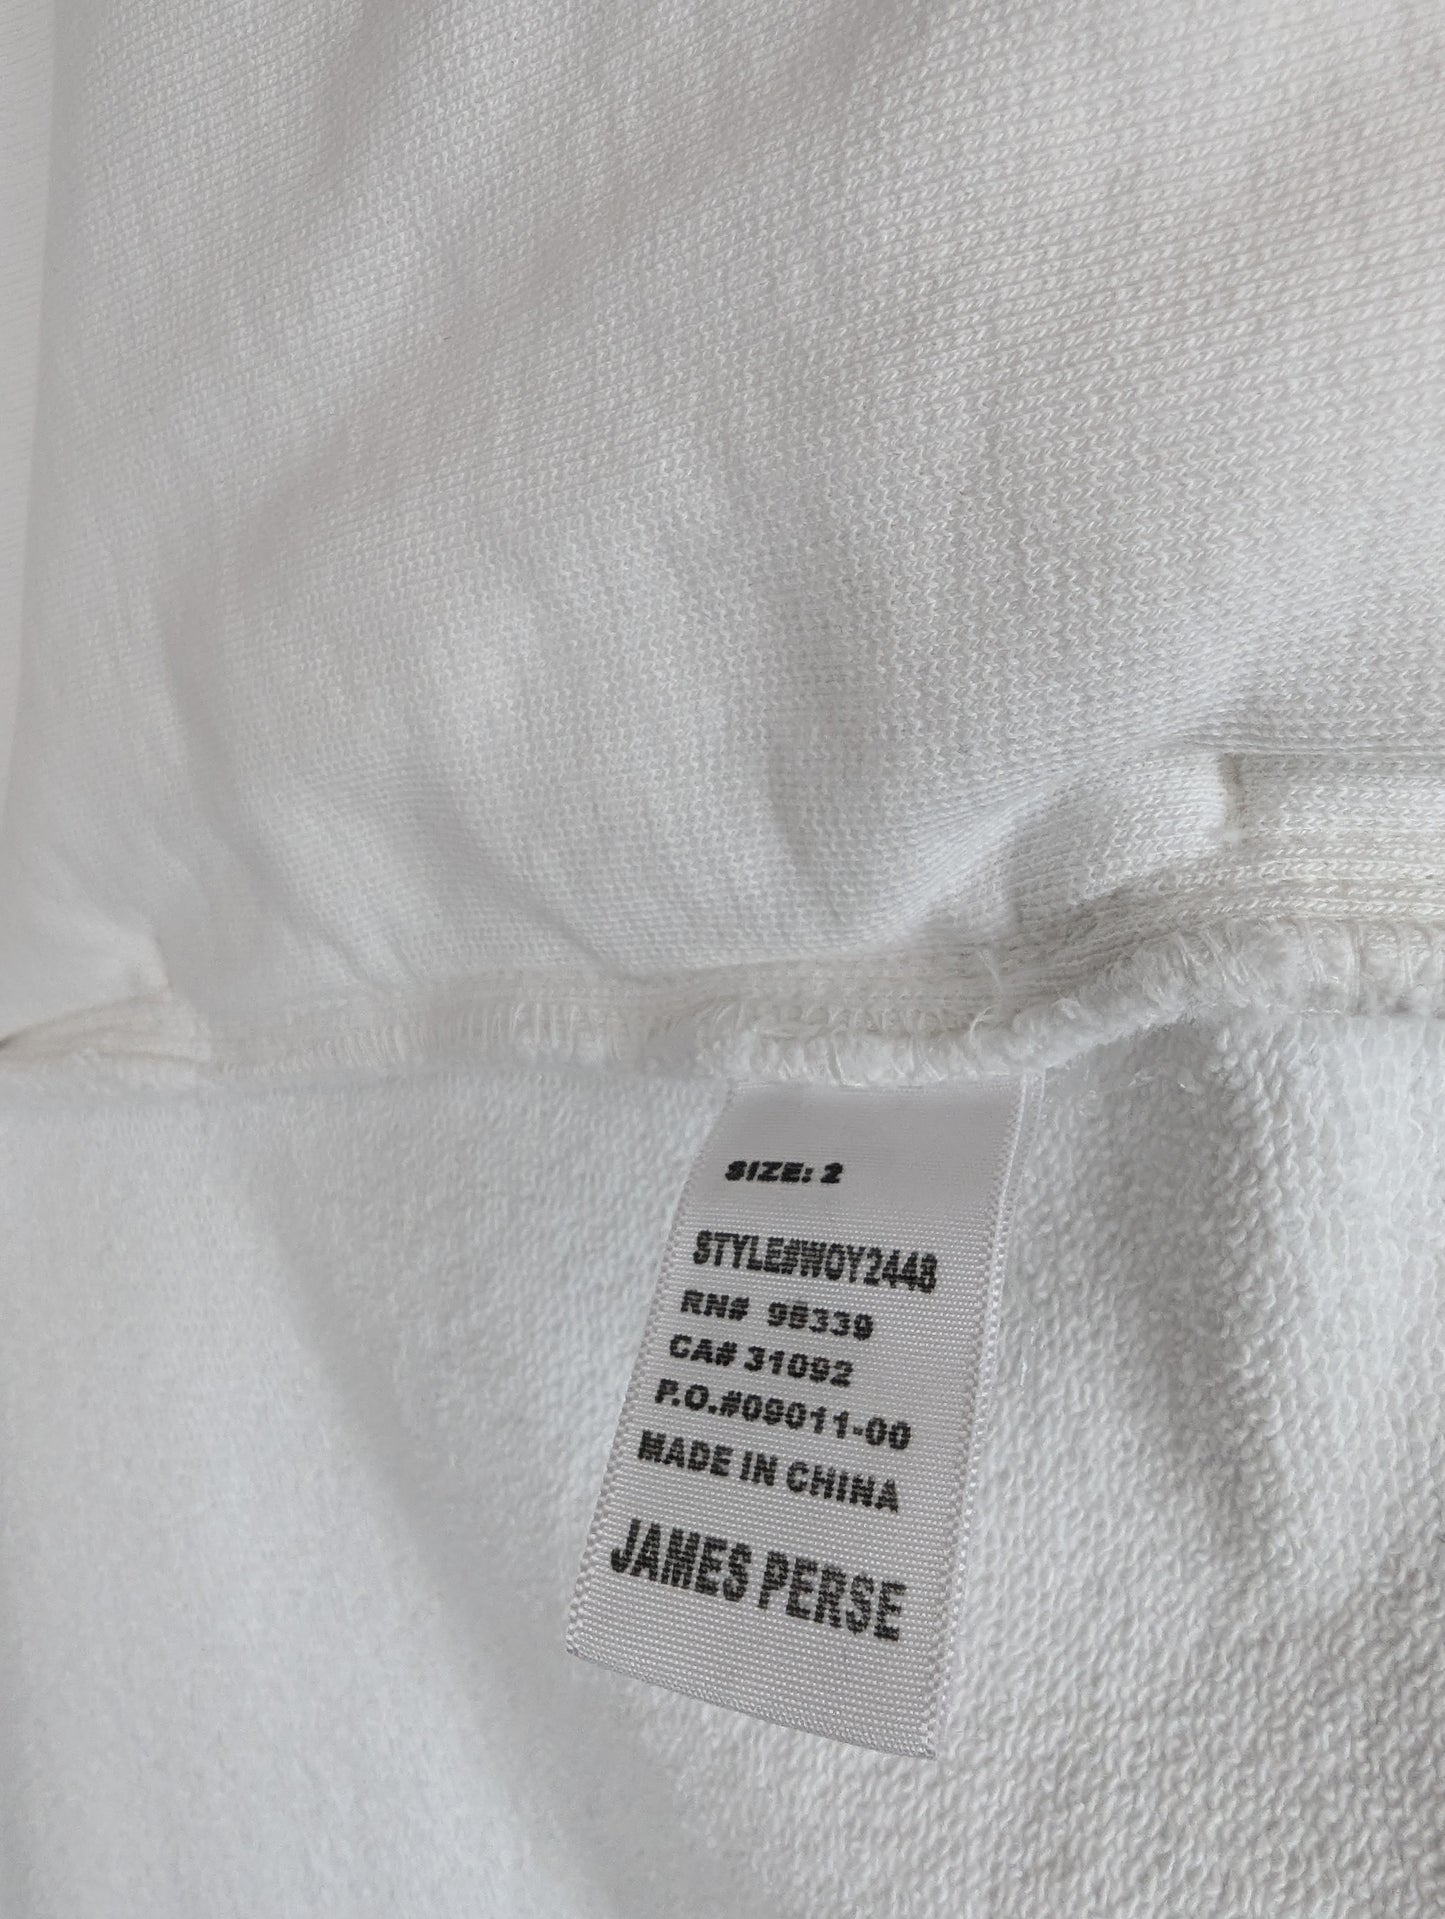 SIZE: 2
STYLE#WOY2448
RN# 95339
CA# 31092
P.O.#09011-00
MADE IN CHINA
JAMES PERSE